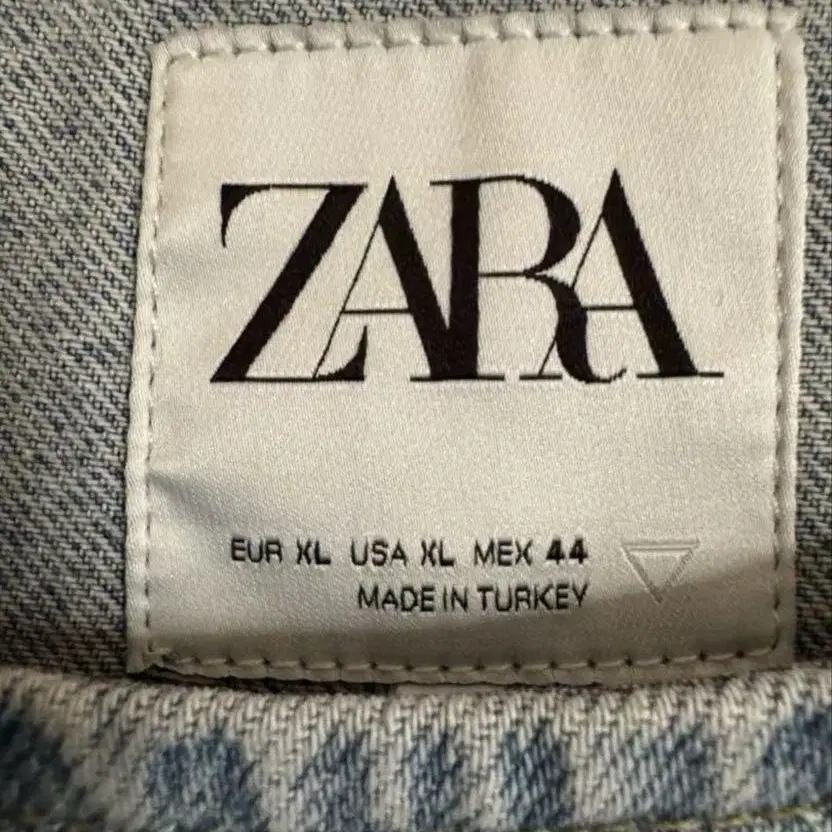 ZARA
EUR XL USA XL MEX 44
MADE IN TURKEY